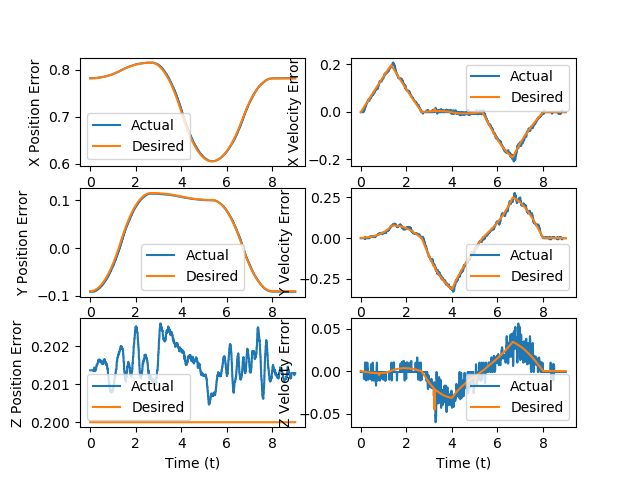 X Position Error
0.8
0.7
0.6
Actual
Desired
0 2 4 6 8
X Velocity Error
0.2
0.0
−0.2
Actual
Desired
0 2 4 6 8
Y Position Error
0.1
0.0
−0.1
Actual
Desired
0 2 4 6 8
Y Velocity Error
0.25
0.00
−0.25
Actual
Desired
0 2 4 6 8
Z Position Error
0.202
0.201
0.200
Actual
Desired
0 2 4 6 8
Time (t)
Z Velocity Error
0.05
0.00
−0.05
Actual
Desired
0 2 4 6 8
Time (t)